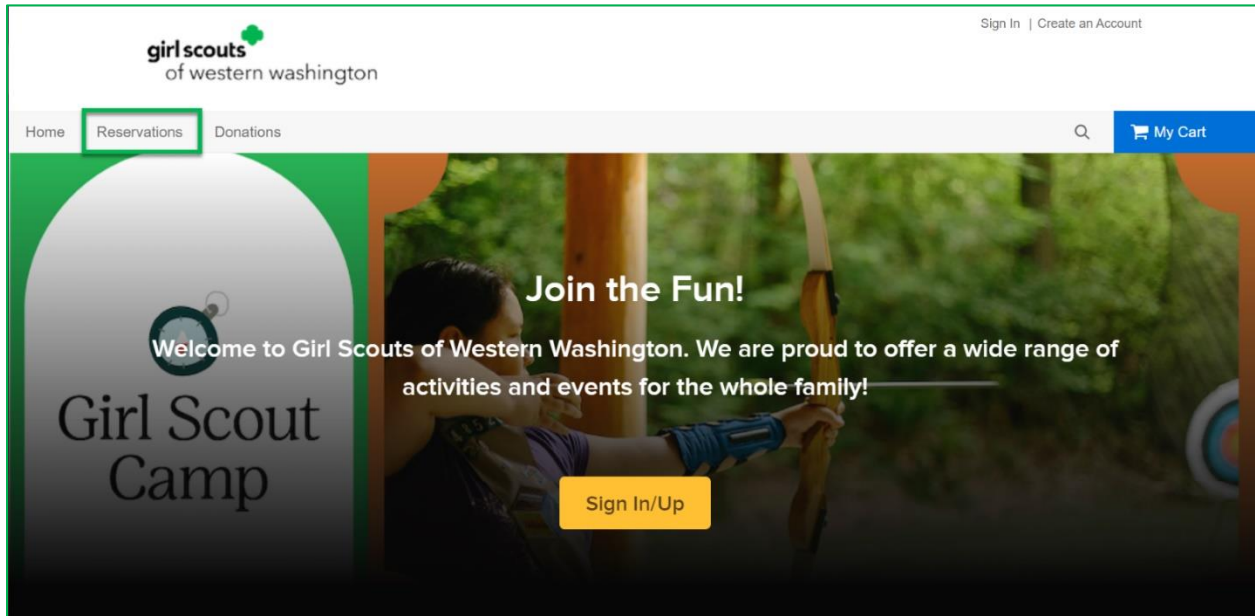 Sign In | Create an Account
girl scouts
of western washington
Home Reservations Donations My Cart
Join the Fun!
Welcome to Girl Scouts of Western Washington. We are proud to offer a wide range of
activities and events for the whole family!
Girl Scout
Camp
Sign In/Up